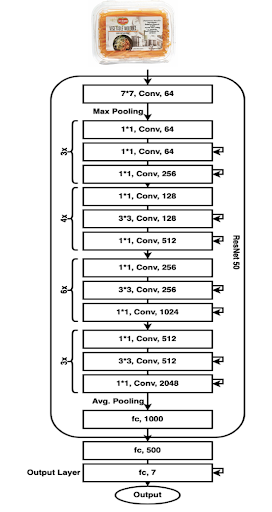 7*7, Conv, 64
Max Pooling
3x
1*1, Conv, 64
1*1, Conv, 64
1*1, Conv, 256
4x
1*1, Conv, 128
3*3, Conv, 128
1*1, Conv, 512
6x
1*1, Conv, 256
3*3, Conv, 256
1*1, Conv, 1024
3x
1*1, Conv, 512
3*3, Conv, 512
1*1, Conv, 2048
ResNet 50
Avg. Pooling
fc, 1000
fc, 500
Output Layer
fc, 7
Output